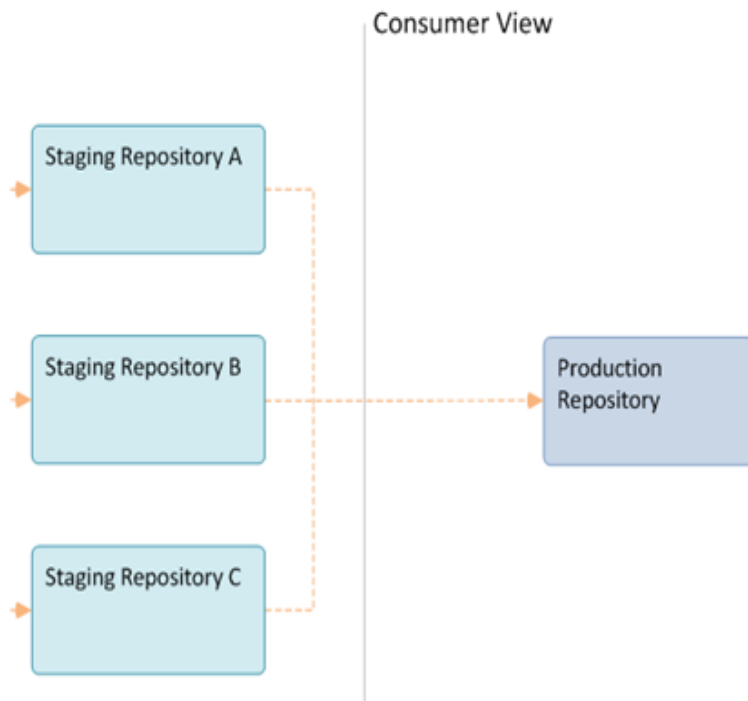 Consumer View
Staging Repository A
Staging Repository B
Production
Repository
Staging Repository C